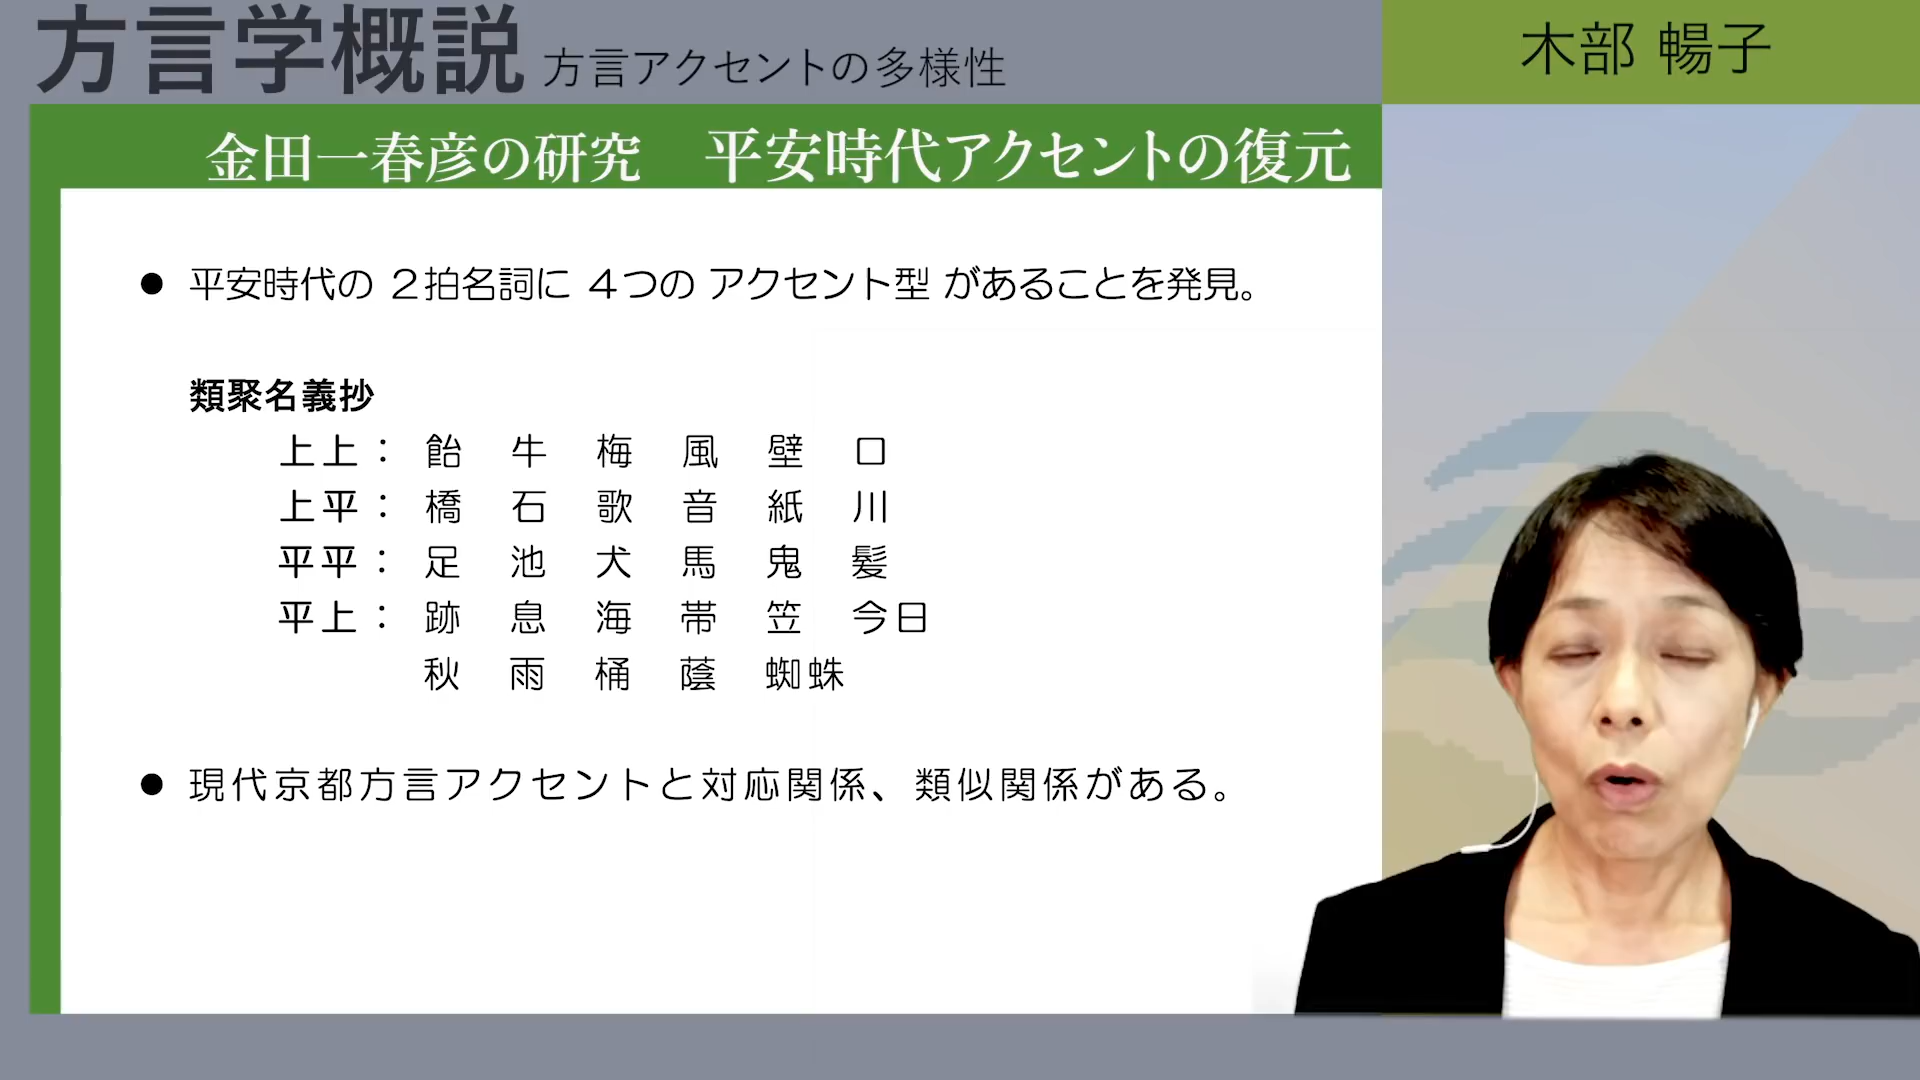 方言学概説 方言アクセントの多様性
木部 暢子
金田一春彦の研究　平安時代アクセントの復元
● 平安時代の ２拍名詞に ４つの アクセント型 があることを発見。
類聚名義抄
上上： 飴 牛 梅 風 壁 口
上平： 橋 石 歌 音 紙 川
平平： 足 池 犬 馬 鬼 髪
平上： 跡 息 海 帯 笠 今日
秋 雨 桶 蔭 蜘蛛
● 現代京都方言アクセントと対応関係、類似関係がある。